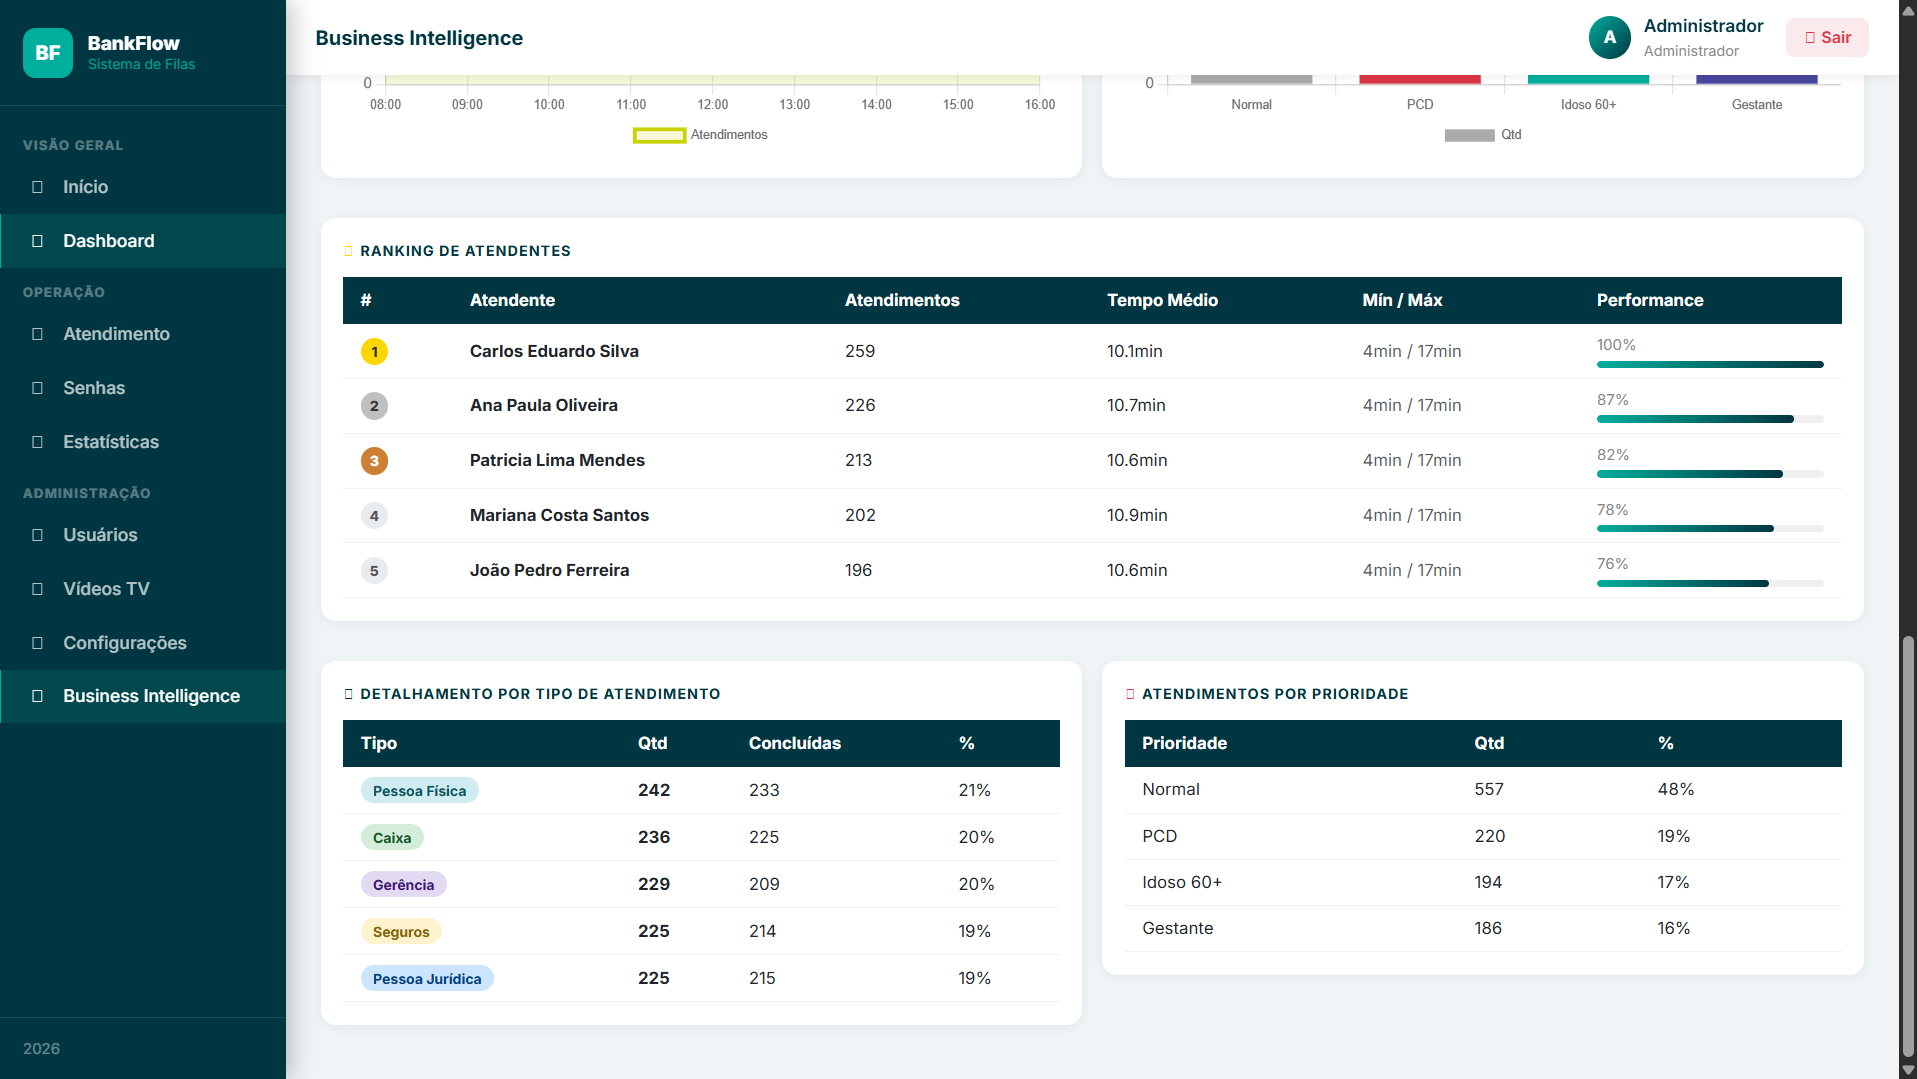 BF
BankFlow
Sistema de Filas
VISÃO GERAL
Início
Dashboard
OPERAÇÃO
Atendimento
Senhas
Estatísticas
ADMINISTRAÇÃO
Usuários
Vídeos TV
Configurações
Business Intelligence
2026
Business Intelligence
A
Administrador
Administrador
Sair
0
08:00 09:00 10:00 11:00 12:00 13:00 14:00 15:00 16:00
Atendimentos
0
Normal PCD Idoso 60+ Gestante
Qtd
RANKING DE ATENDENTES
# Atendente Atendimentos Tempo Médio Mín / Máx Performance
1 Carlos Eduardo Silva 259 10.1min 4min / 17min 100%
2 Ana Paula Oliveira 226 10.7min 4min / 17min 87%
3 Patricia Lima Mendes 213 10.6min 4min / 17min 82%
4 Mariana Costa Santos 202 10.9min 4min / 17min 78%
5 João Pedro Ferreira 196 10.6min 4min / 17min 76%
DETALHAMENTO POR TIPO DE ATENDIMENTO
Tipo Qtd Concluídas %
Pessoa Física 242 233 21%
Caixa 236 225 20%
Gerência 229 209 20%
Seguros 225 214 19%
Pessoa Jurídica 225 215 19%
ATENDIMENTOS POR PRIORIDADE
Prioridade Qtd %
Normal 557 48%
PCD 220 19%
Idoso 60+ 194 17%
Gestante 186 16%